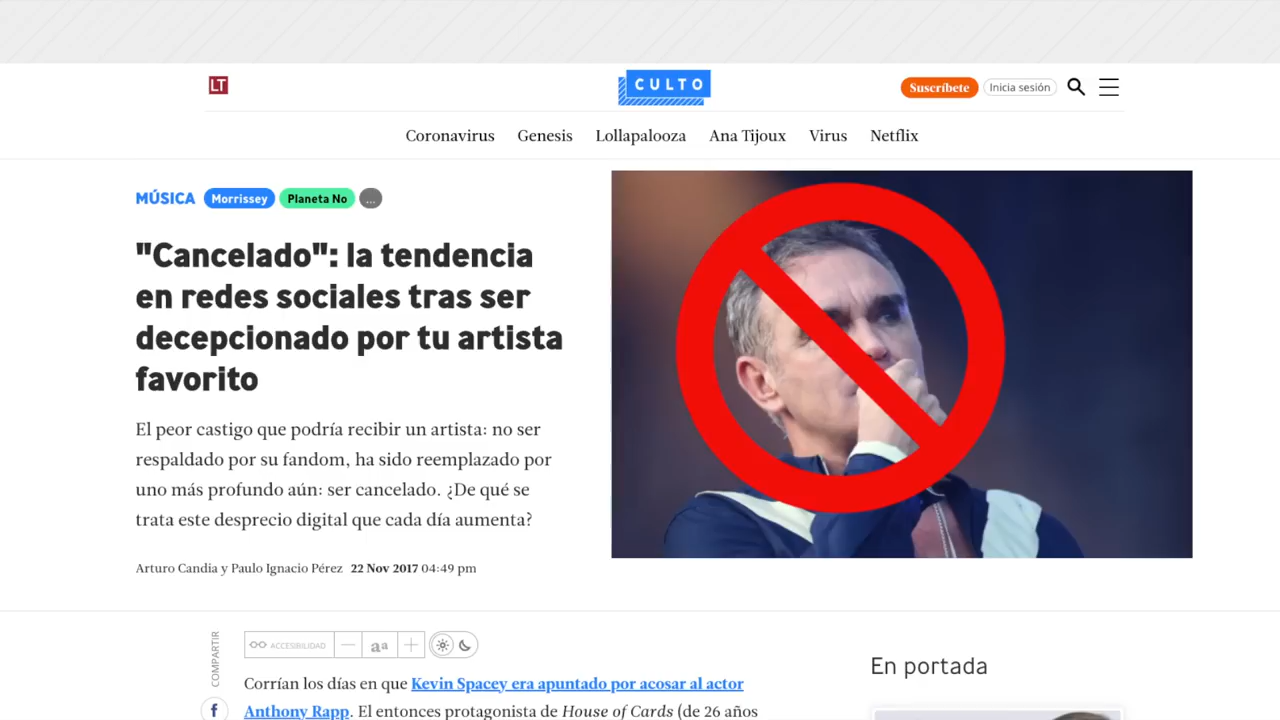 LT
CULTO
Suscríbete
Inicia sesión
Coronavirus Genesis Lollapalooza Ana Tijoux Virus Netflix
MÚSICA Morrissey Planeta No ...
"Cancelado": la tendencia
en redes sociales tras ser
decepcionado por tu artista
favorito
El peor castigo que podría recibir un artista: no ser
respaldado por su fandom, ha sido reemplazado por
uno más profundo aún: ser cancelado. ¿De qué se
trata este desprecio digital que cada día aumenta?
Arturo Candia y Paulo Ignacio Pérez 22 Nov 2017 04:49 pm
COMPARTIR
ACCESIBILIDAD — aa +
Corrían los días en que Kevin Spacey era apuntado por acosar al actor
Anthony Rapp. El entonces protagonista de House of Cards (de 26 años
f
En portada